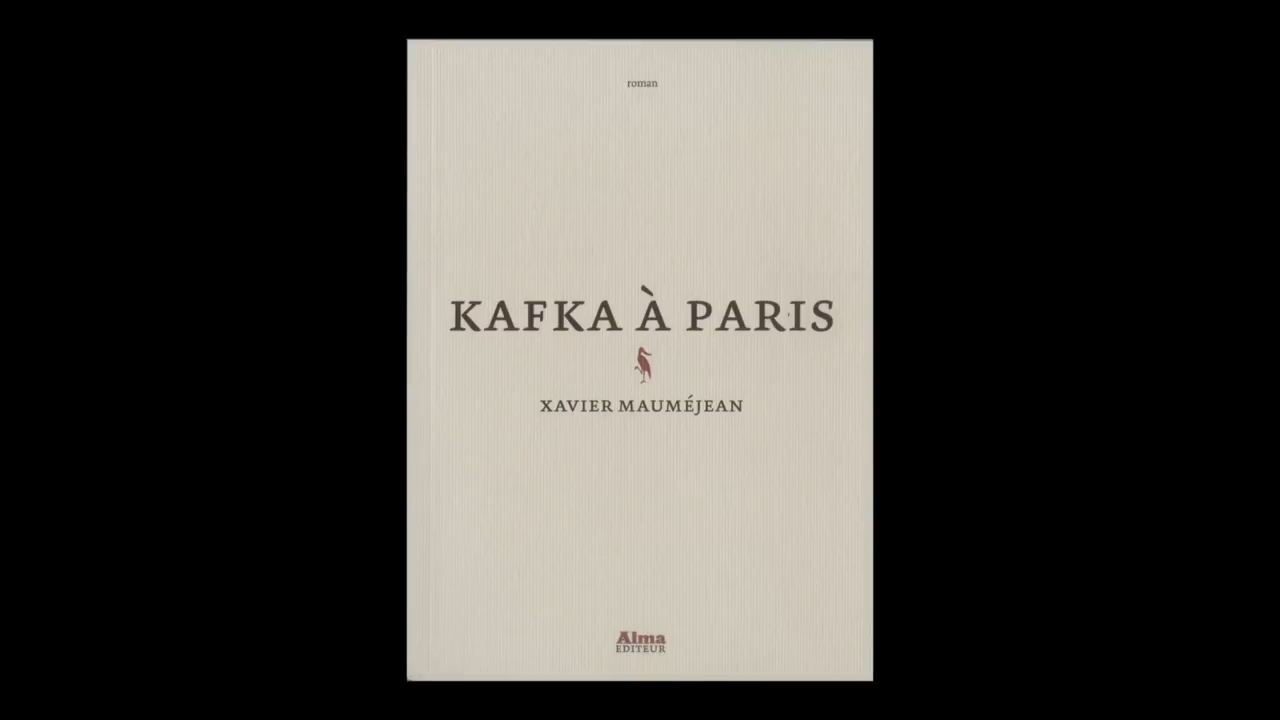 roman
KAFKA À PARIS
XAVIER MAUMÉJEAN
Alma
EDITEUR